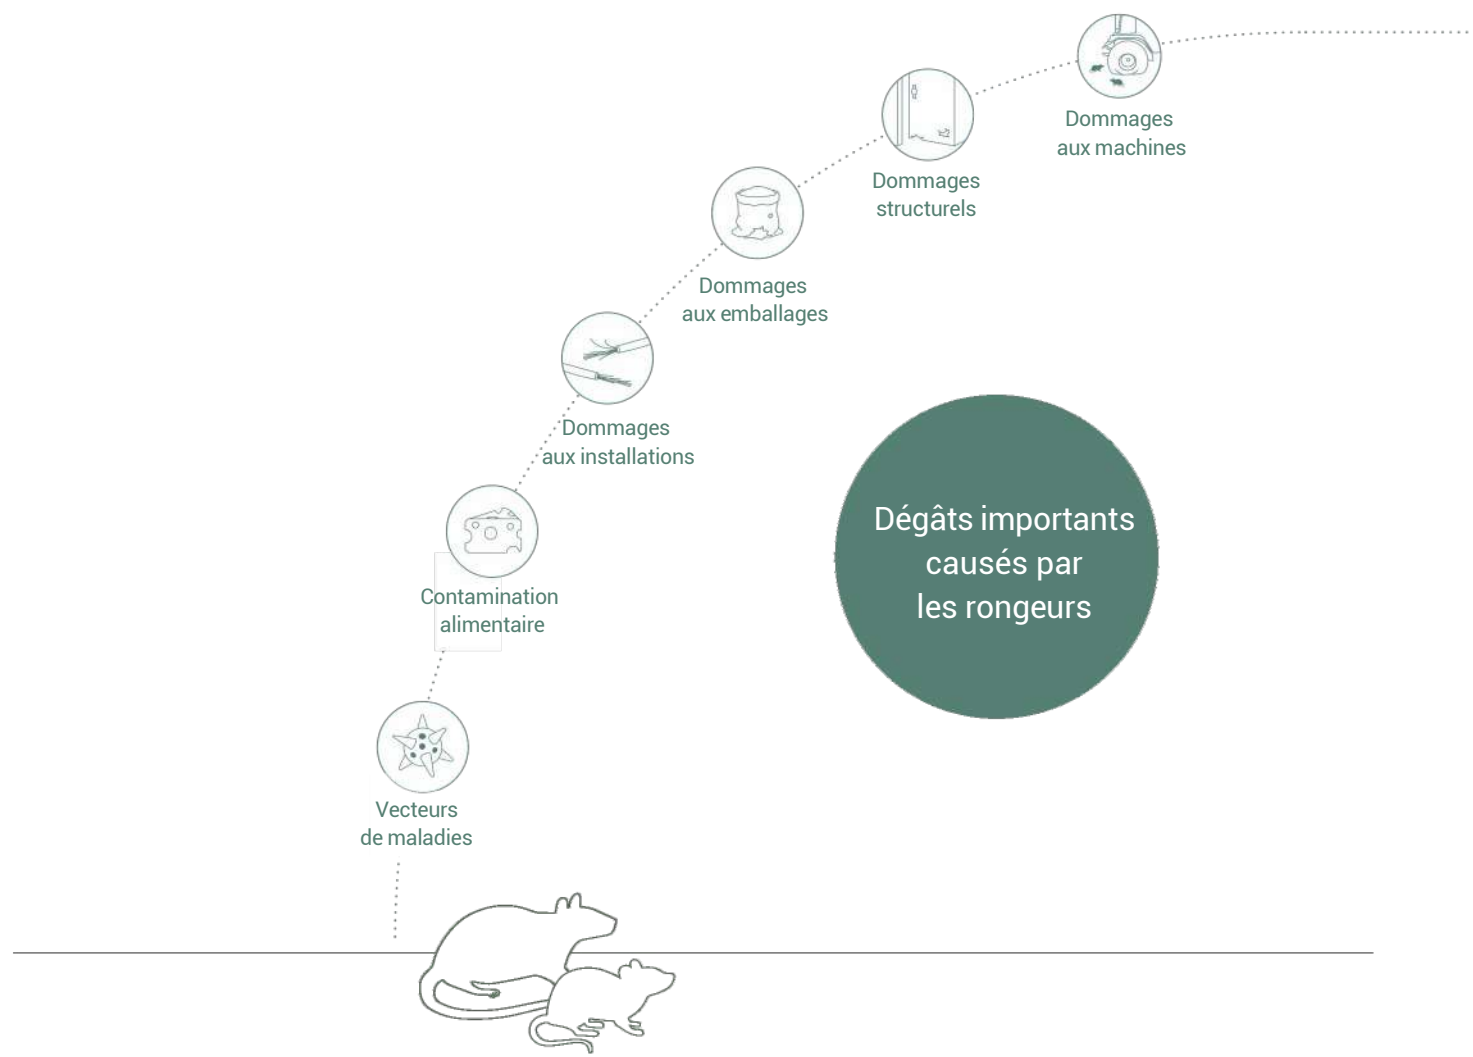 Dommages
aux machines
Dommages
structurels
Dommages
aux emballages
Dommages
aux installations
Contamination
alimentaire
Vecteurs
de maladies
Dégâts importants
causés par
les rongeurs